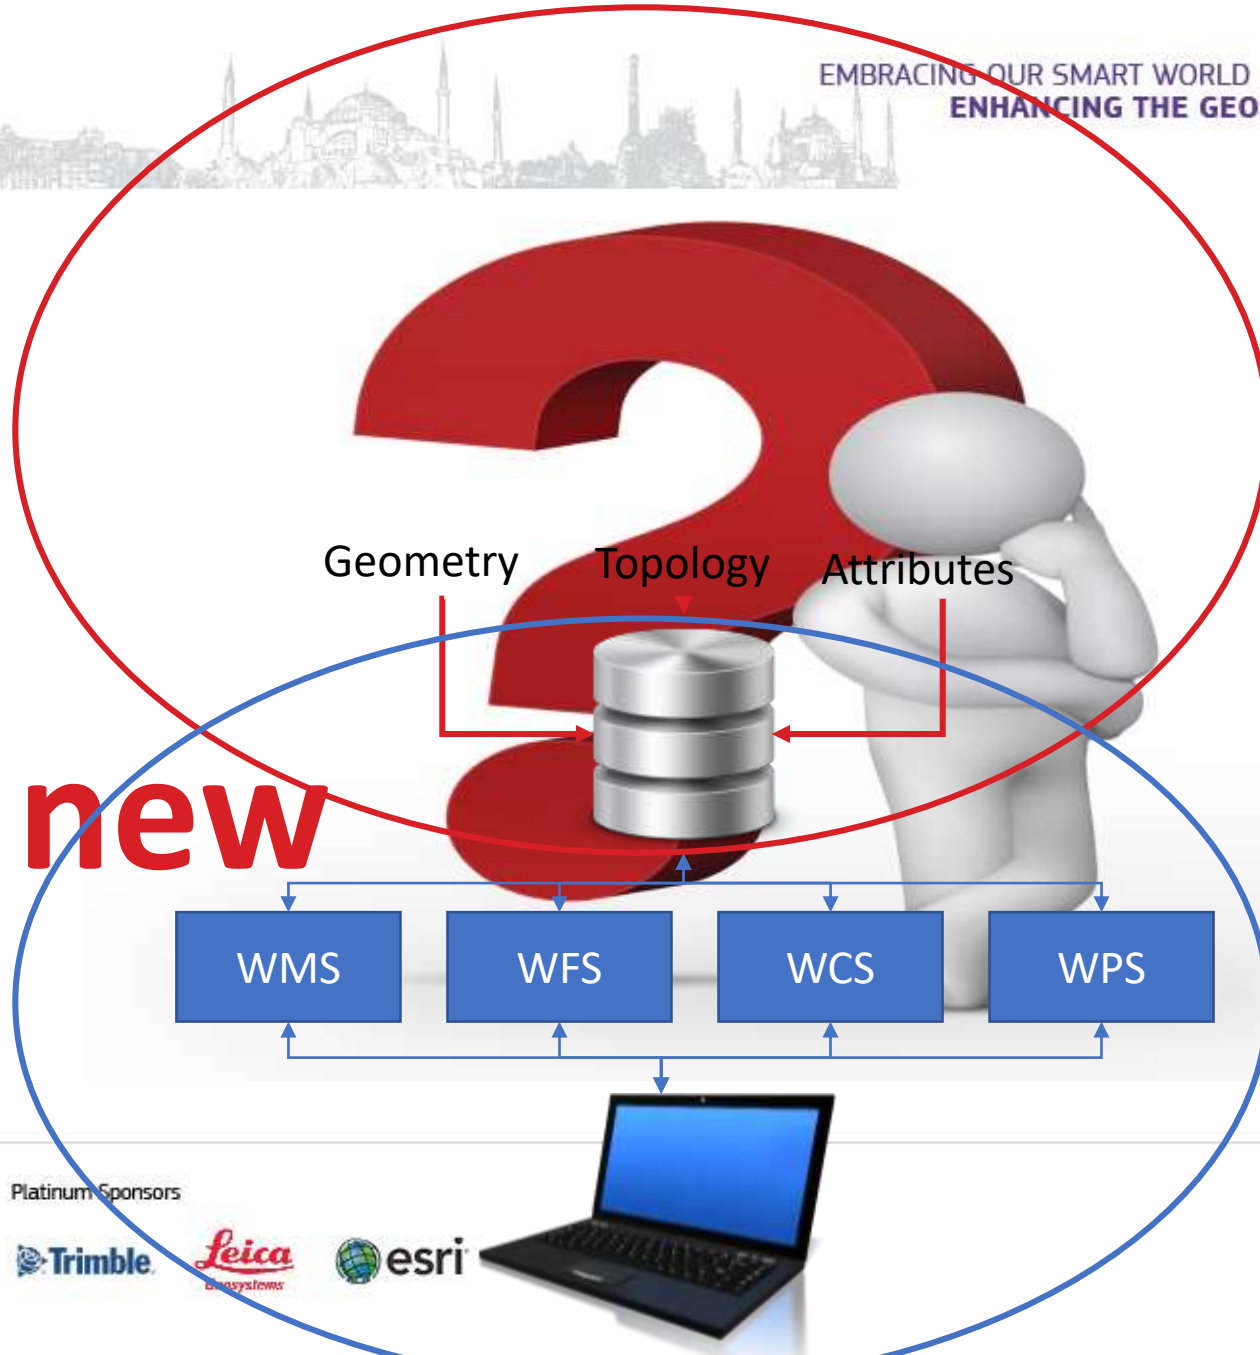 EMBRACING OUR SMART WORLD
ENHANCING THE GEO
Geometry Topology Attributes
new
WMS WFS WCS WPS
Platinum Sponsors
Trimble
Leica
Geosystems
esri